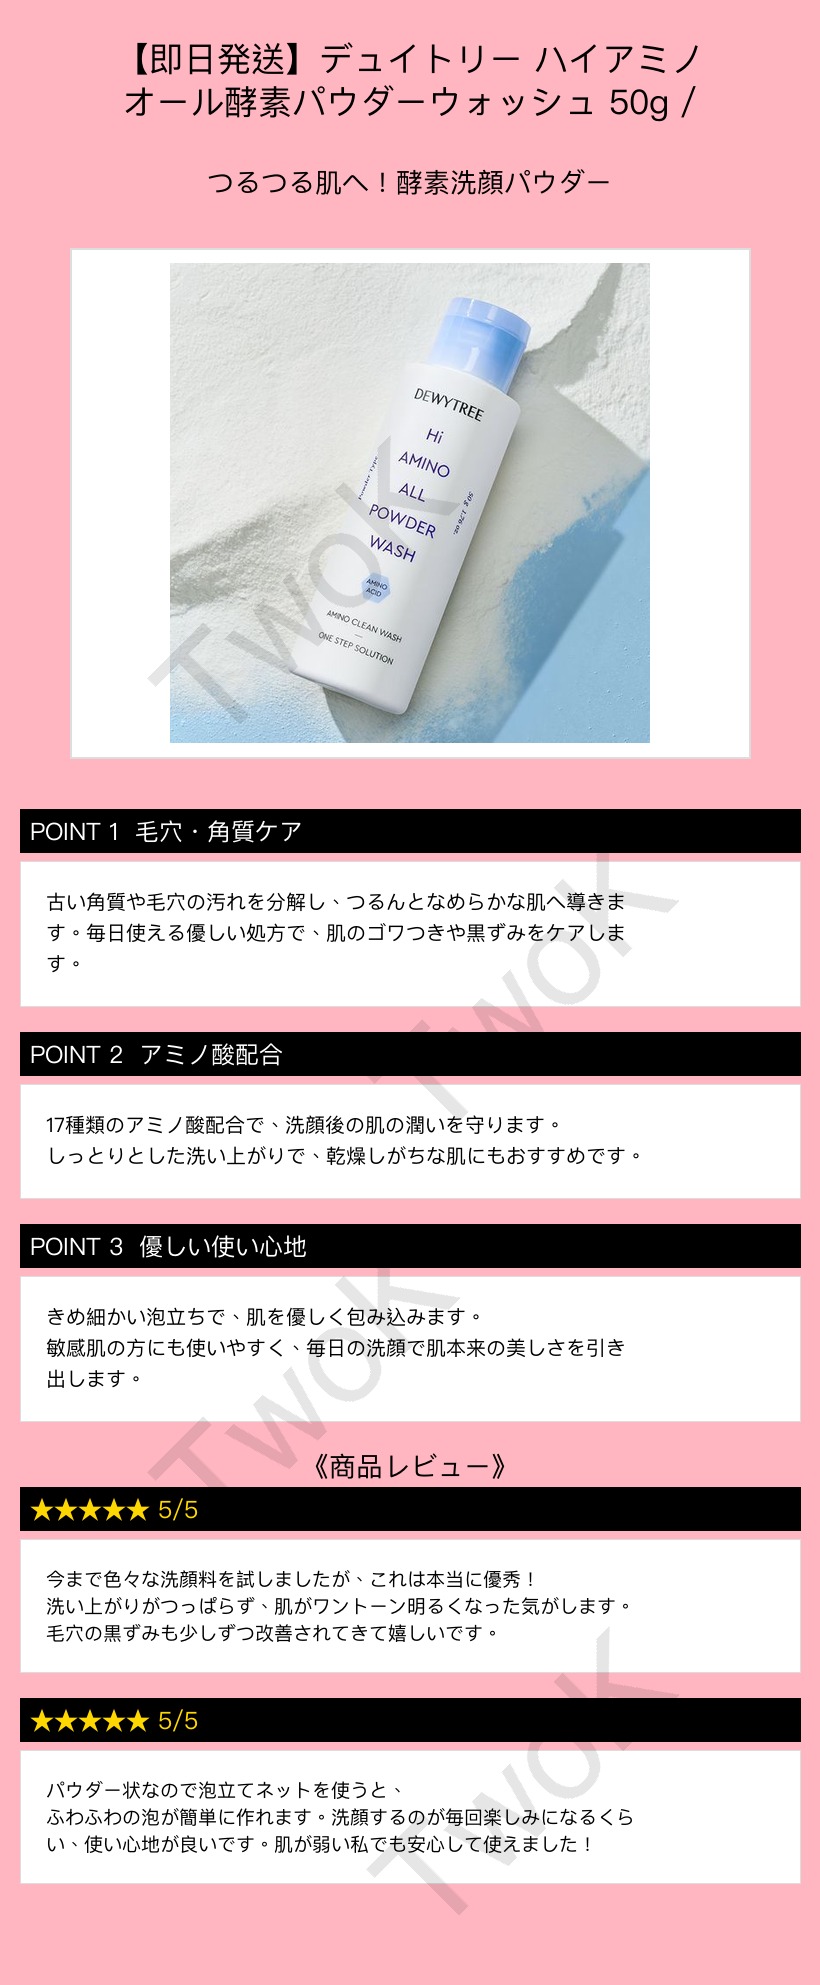 【即日発送】デュイトリー ハイアミノ
オール酵素パウダーウォッシュ 50g /
つるつる肌へ！酵素洗顔パウダー
DEWYTREE
Hi
AMINO
ALL
POWDER
WASH
Powder Type
50 g 1.76 oz.
AMINO
ACID
AMINO CLEAN WASH
ONE STEP SOLUTION
TwoK
POINT 1 毛穴・角質ケア
古い角質や毛穴の汚れを分解し、つるんとなめらかな肌へ導きま
す。毎日使える優しい処方で、肌のゴワつきや黒ずみをケアしま
す。
TwoK
POINT 2 アミノ酸配合
17種類のアミノ酸配合で、洗顔後の肌の潤いを守ります。
しっとりとした洗い上がりで、乾燥しがちな肌にもおすすめです。
POINT 3 優しい使い心地
きめ細かい泡立ちで、肌を優しく包み込みます。
敏感肌の方にも使いやすく、毎日の洗顔で肌本来の美しさを引き
出します。
TwoK
《商品レビュー》
★★★★★ 5/5
今まで色々な洗顔料を試しましたが、これは本当に優秀！
洗い上がりがつっぱらず、肌がワントーン明るくなった気がします。
毛穴の黒ずみも少しずつ改善されてきて嬉しいです。
★★★★★ 5/5
パウダー状なので泡立てネットを使うと、
ふわふわの泡が簡単に作れます。洗顔するのが毎回楽しみになるくら
い、使い心地が良いです。肌が弱い私でも安心して使えました！
TwoK